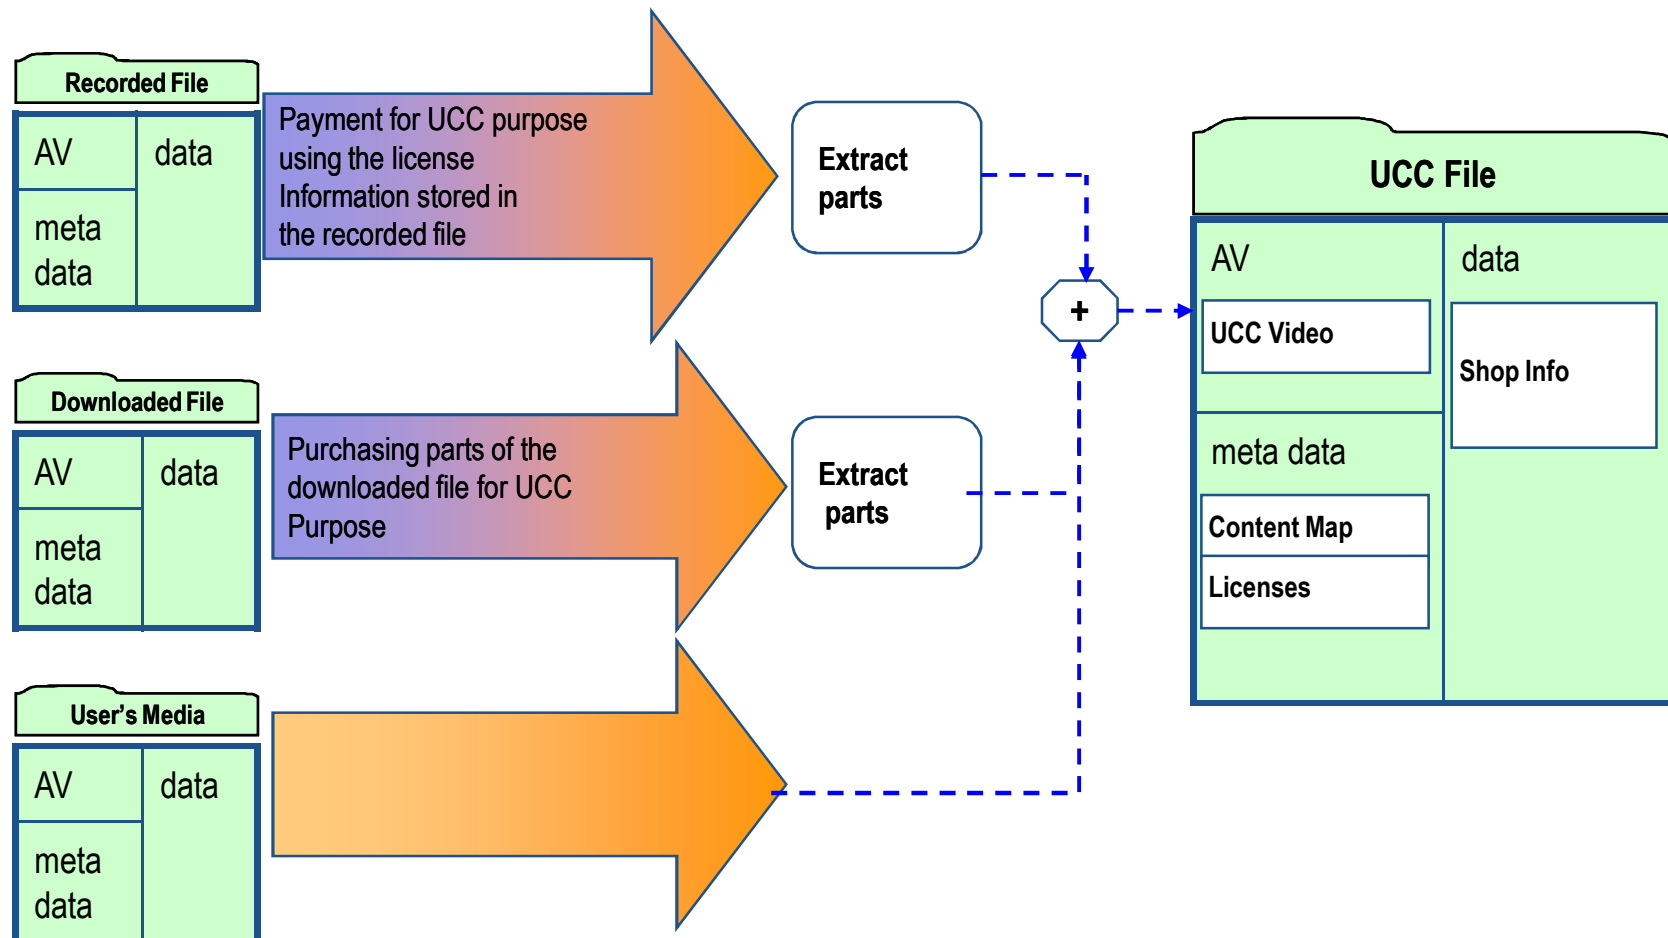 Recorded File
AV
data
meta
data
Payment for UCC purpose
using the license
Information stored in
the recorded file
Extract
parts
Downloaded File
AV
data
meta
data
Purchasing parts of the
downloaded file for UCC
Purpose
Extract
parts
User's Media
AV
data
meta
data
+
UCC File
AV
data
UCC Video
Shop Info
meta data
Content Map
Licenses